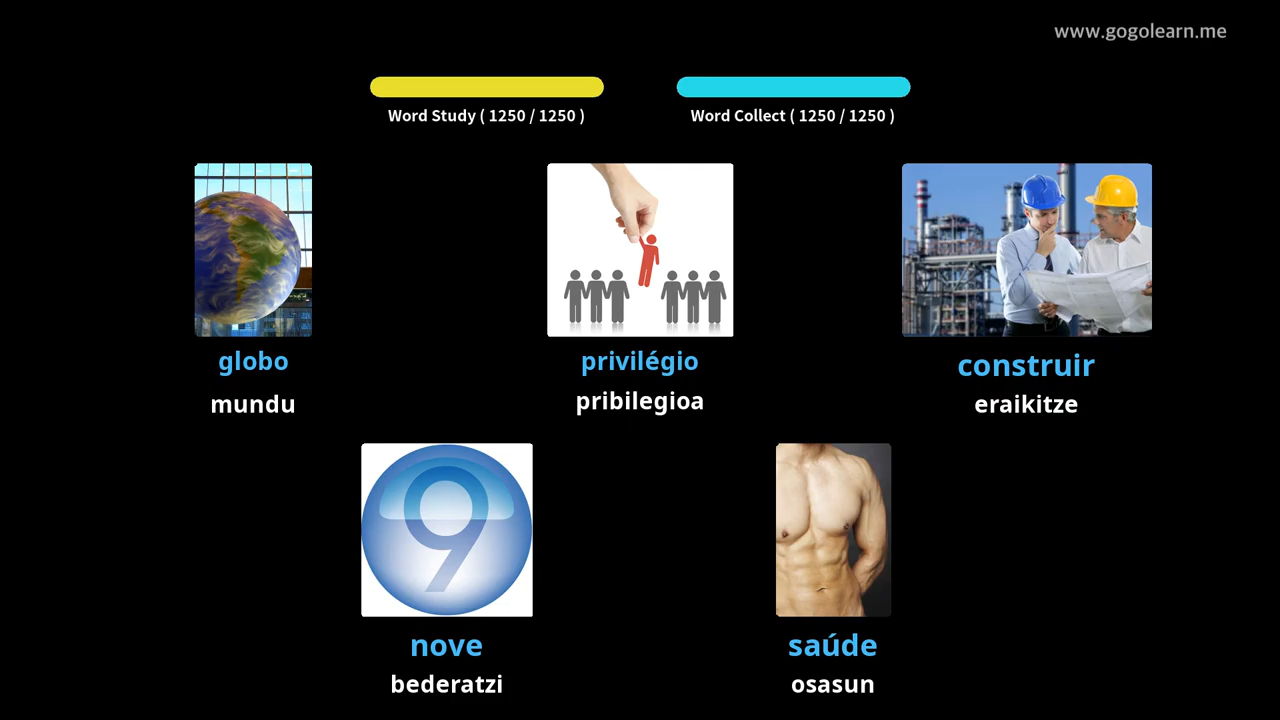 www.gogolearn.me
Word Study ( 1250 / 1250 )
Word Collect ( 1250 / 1250 )
globo
mundu
privilégio
pribilegioa
construir
eraikitze
9
nove
bederatzi
saúde
osasun